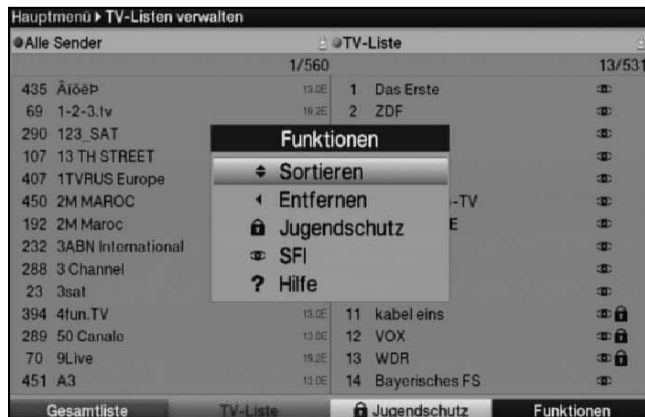 Hauptmenü ▸ TV-Listen verwalten
Alle Sender
1/560
435 ÂïöëÞ 13.0E
69 1-2-3.tv 19.2E
290 123_SAT
107 13 TH STREET
407 1TVRUS Europe
450 2M MAROC
192 2M Maroc
232 3ABN International
288 3 Channel
23 3sat
394 4fun.TV 13.0E
289 50 Canale 13.0E
70 9Live 19.2E
451 A3 13.0E
TV-Liste
13/531
1 Das Erste
2 ZDF
-TV
E
11 kabel eins
12 VOX
13 WDR
14 Bayerisches FS
Funktionen
Sortieren
Entfernen
Jugendschutz
SFI
? Hilfe
Gesamtliste
TV-Liste
Jugendschutz
Funktionen